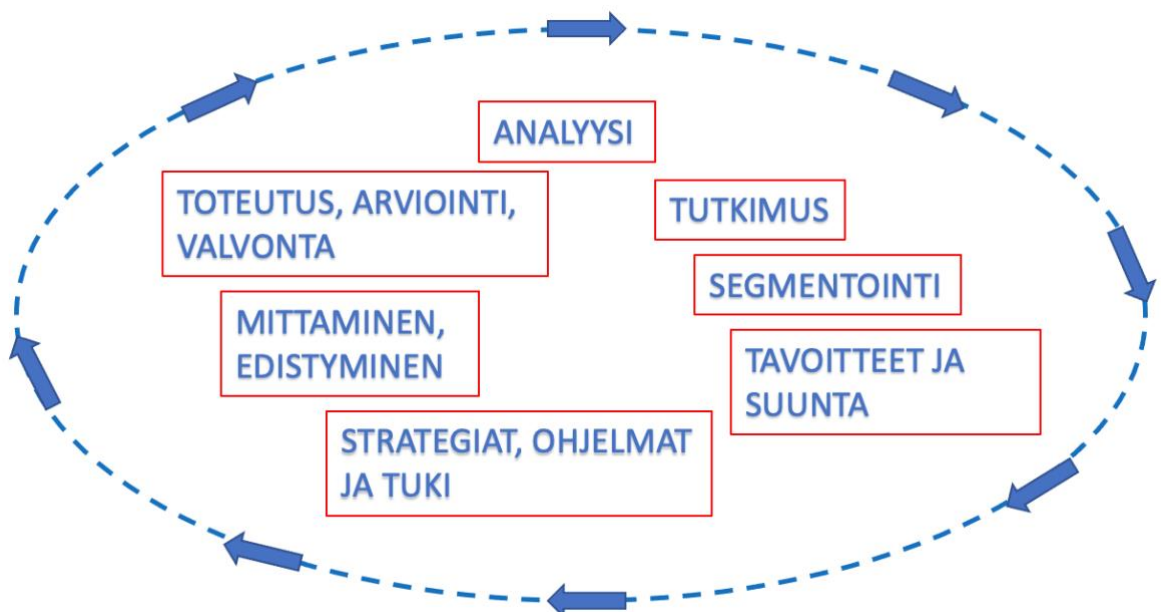 ANALYYSI
TUTKIMUS
SEGMENTOINTI
TAVOITTEET JA
SUUNTA
STRATEGIAT, OHJELMAT
JA TUKI
MITTAMINEN,
EDISTYMINEN
TOTEUTUS, ARVIOINTI,
VALVONTA